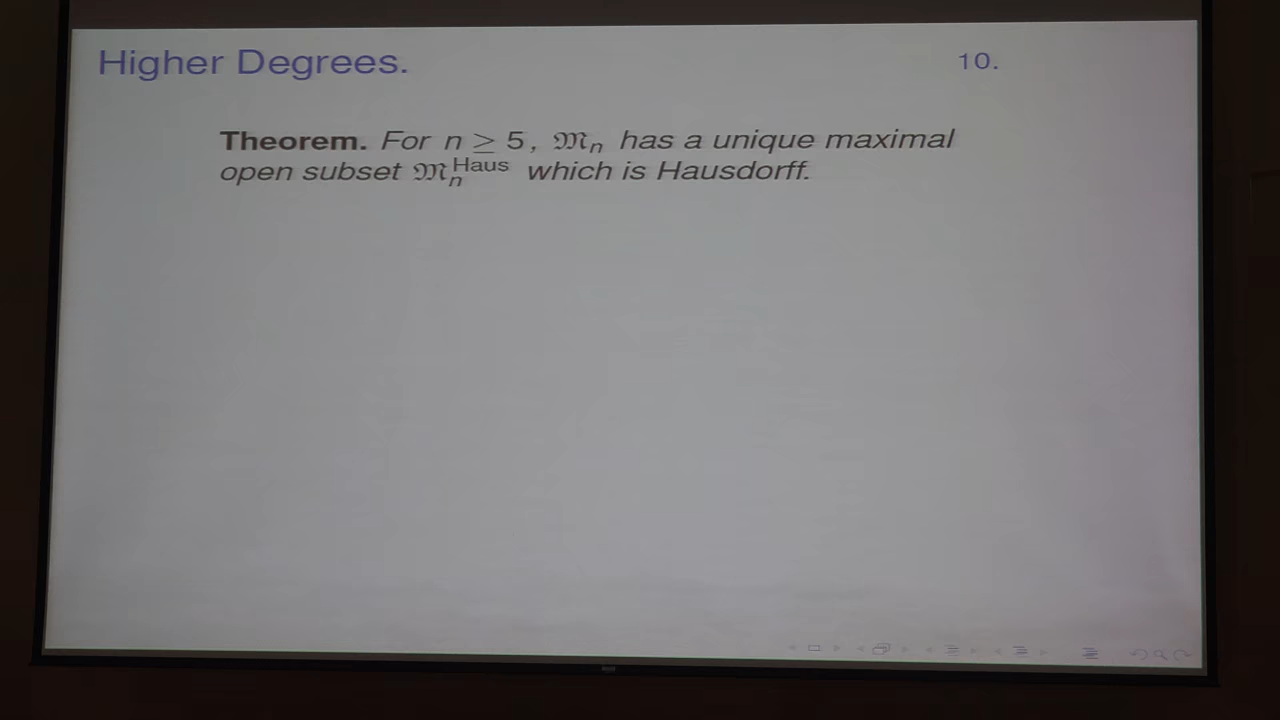 Higher Degrees.
10.
Theorem. For n ≥ 5, 𝔐ₙ has a unique maximal
open subset 𝔐ₙ^Haus which is Hausdorff.